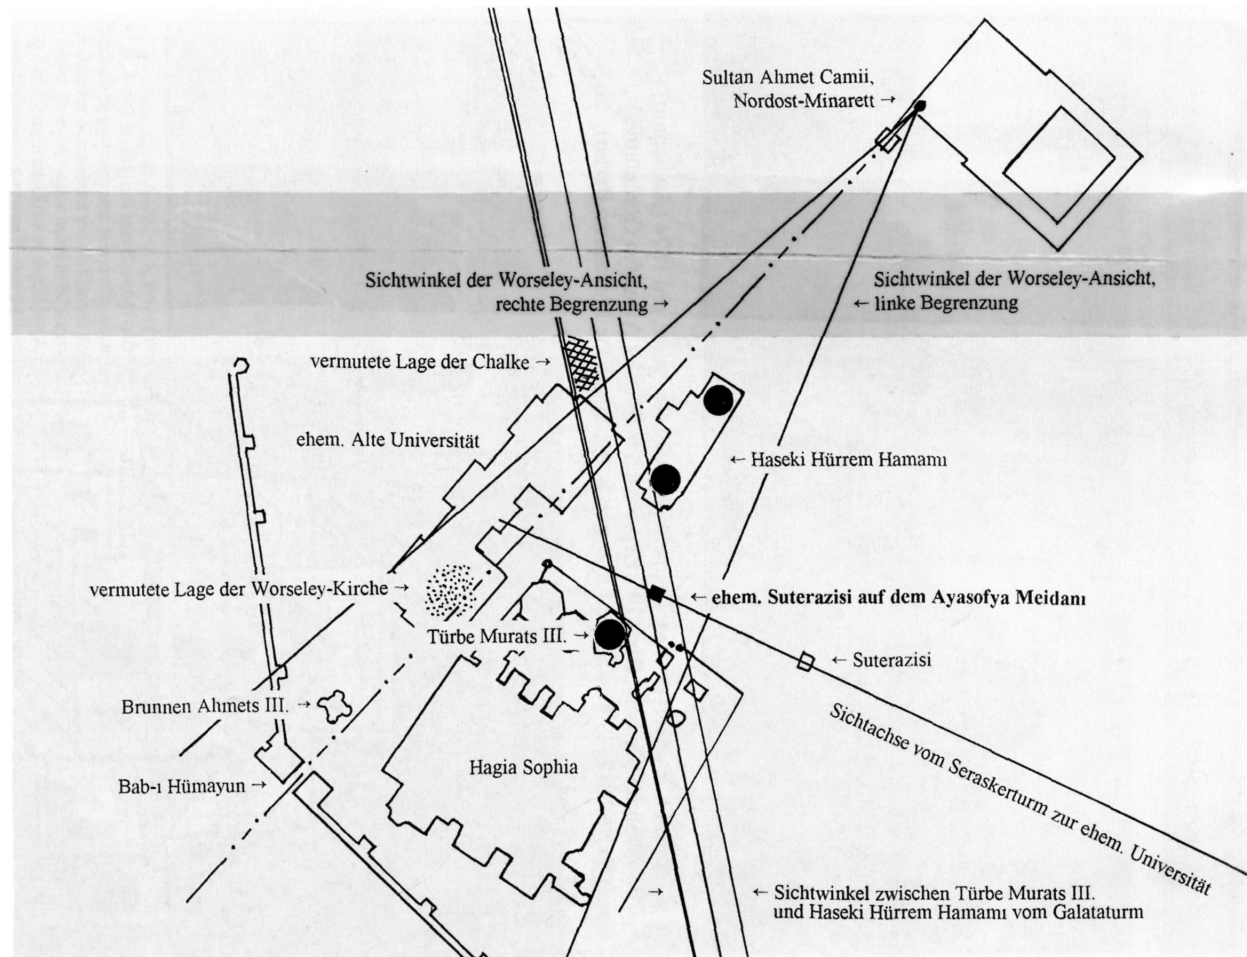 Sultan Ahmet Camii,
Nordost-Minarett →
Sichtwinkel der Worseley-Ansicht,
rechte Begrenzung →
Sichtwinkel der Worseley-Ansicht,
← linke Begrenzung
vermutete Lage der Chalke →
ehem. Alte Universität
← Haseki Hürrem Hamamı
vermutete Lage der Worseley-Kirche →
← ehem. Suterazisi auf dem Ayasofya Meidanı
Türbe Murats III. →
← Suterazisi
Brunnen Ahmets III. →
Sichtachse vom Seraskerturm zur ehem. Universität
Hagia Sophia
Bab-ı Hümayun →
→ ← Sichtwinkel zwischen Türbe Murats III.
und Haseki Hürrem Hamamı vom Galataturm